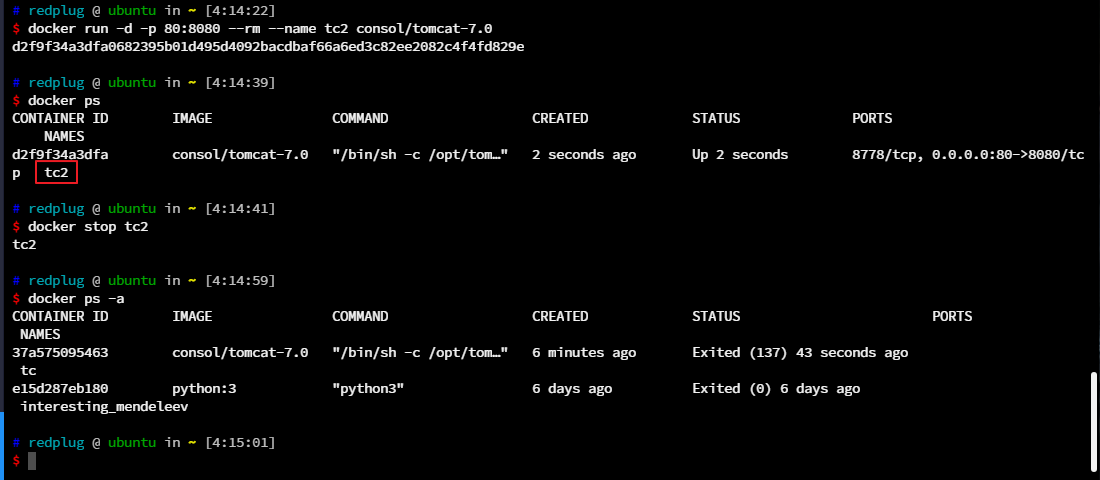 # redplug @ ubuntu in ~ [4:14:22]
$ docker run -d -p 80:8080 --rm --name tc2 consol/tomcat-7.0
d2f9f34a3dfa0682395b01d495d4092bacdbaf66a6ed3c82ee2082c4f4fd829e
# redplug @ ubuntu in ~ [4:14:39]
$ docker ps
CONTAINER ID        IMAGE               COMMAND                  CREATED             STATUS              PORTS
    NAMES
d2f9f34a3dfa        consol/tomcat-7.0   "/bin/sh -c /opt/tom…"   2 seconds ago       Up 2 seconds        8778/tcp, 0.0.0.0:80->8080/tc
p   tc2
# redplug @ ubuntu in ~ [4:14:41]
$ docker stop tc2
tc2
# redplug @ ubuntu in ~ [4:14:59]
$ docker ps -a
CONTAINER ID        IMAGE               COMMAND                  CREATED             STATUS                        PORTS
 NAMES
37a575095463        consol/tomcat-7.0   "/bin/sh -c /opt/tom…"   6 minutes ago       Exited (137) 43 seconds ago
 tc
e15d287eb180        python:3            "python3"                6 days ago          Exited (0) 6 days ago
 interesting_mendeleev
# redplug @ ubuntu in ~ [4:15:01]
$